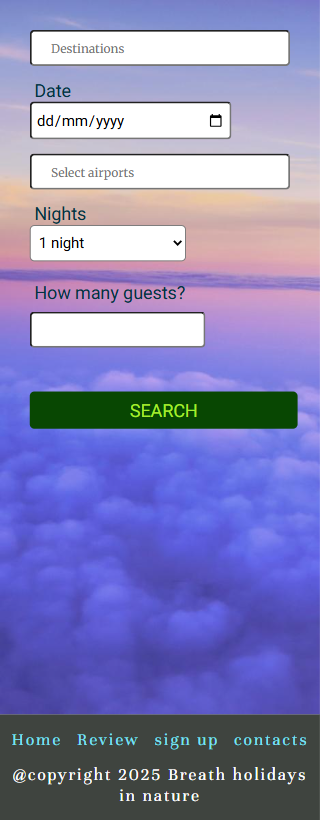 Destinations
Date
dd/mm/yyyy
Select airports
Nights
1 night
How many guests?
SEARCH
Home Review sign up contacts
@copyright 2025 Breath holidays
in nature